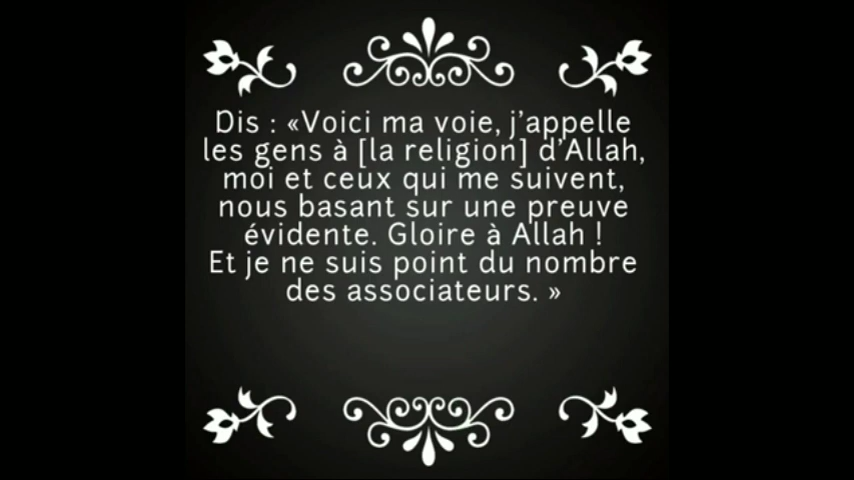 Dis : «Voici ma voie, j'appelle
les gens à [la religion] d'Allah,
moi et ceux qui me suivent,
nous basant sur une preuve
évidente. Gloire à Allah !
Et je ne suis point du nombre
des associateurs. »